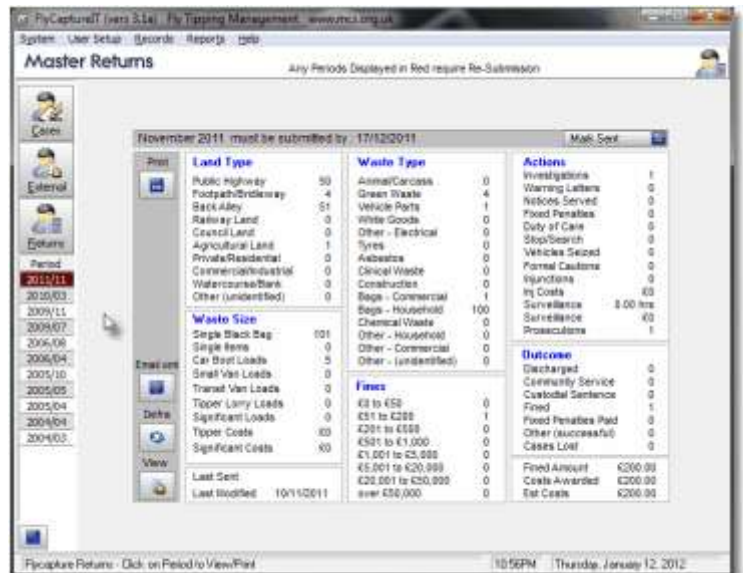 FlyCaptureIT (vers 3.1a) Fly Tipping Management www.mcl.org.uk
System User Setup Records Reports Help
Master Returns
Any Periods Displayed in Red require Re-Submission
Cases
External
Returns
Period
2011/11
2010/03
2009/11
2009/07
2006/08
2006/04
2005/10
2005/05
2005/04
2004/04
2004/03
November 2011 must be submitted by : 17/12/2011
Mark Sent
Print
Email xml
Defra
View
Land Type
Public Highway 50
Footpath/Bridleway 4
Back Alley 51
Railway Land 0
Council Land 0
Agricultural Land 1
Private/Residential 0
Commercial/Industrial 0
Watercourse/Bank 0
Other (unidentified) 0
Waste Size
Single Black Bag 101
Single Items 0
Car Boot Loads 5
Small Van Loads 0
Transit Van Loads 0
Tipper Lorry Loads 0
Significant Loads 0
Tipper Costs £0
Significant Costs £0
Last Sent
Last Modified 10/11/2011
Waste Type
Animal/Carcass 0
Green Waste 4
Vehicle Parts 1
White Goods 0
Other - Electrical 0
Tyres 0
Asbestos 0
Clinical Waste 0
Construction 0
Bags - Commercial 1
Bags - Household 100
Chemical Waste 0
Other - Household 0
Other - Commercial 0
Other - (unidentified) 0
Fines
£0 to £50 0
£51 to £200 1
£201 to £500 0
£501 to £1,000 0
£1,001 to £5,000 0
£5,001 to £20,000 0
£20,001 to £50,000 0
over £50,000 0
Actions
Investigations 1
Warning Letters 0
Notices Served 0
Fixed Penalties 0
Duty of Care 0
Stop/Search 0
Vehicles Seized 0
Formal Cautions 0
Injunctions 0
Inj Costs £0
Surveillance 0.00 hrs
Surveillance £0
Prosecutions 1
Outcome
Discharged 0
Community Service 0
Custodial Sentence 0
Fined 1
Fixed Penalties Paid 0
Other (successful) 0
Cases Lost 0
Fined Amount £200.00
Costs Awarded £200.00
Est Costs £200.00
Flycapture Returns - Click on Period to View/Print
10:56PM
Thursday, January 12, 2012